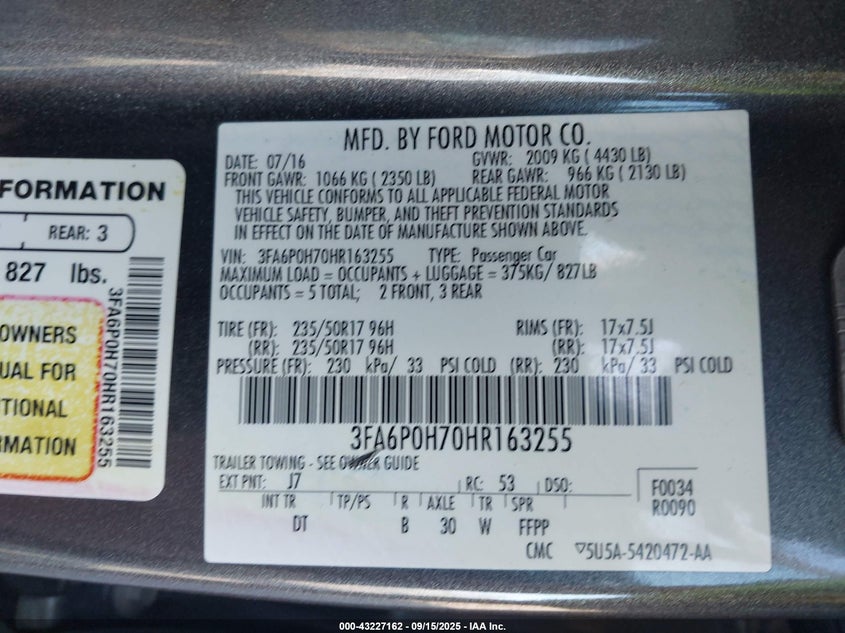 FORMATION
REAR: 3
827 lbs.
OWNERS
UAL FOR
TIONAL
RMATION
3FA6P0H70HR163255
MFD. BY FORD MOTOR CO.
DATE: 07/16 GVWR: 2009 KG ( 4430 LB)
FRONT GAWR: 1066 KG ( 2350 LB) REAR GAWR: 966 KG ( 2130 LB)
THIS VEHICLE CONFORMS TO ALL APPLICABLE FEDERAL MOTOR
VEHICLE SAFETY, BUMPER, AND THEFT PREVENTION STANDARDS
IN EFFECT ON THE DATE OF MANUFACTURE SHOWN ABOVE.
VIN: 3FA6P0H70HR163255 TYPE: Passenger Car
MAXIMUM LOAD = OCCUPANTS + LUGGAGE = 375KG/ 827LB
OCCUPANTS = 5 TOTAL; 2 FRONT, 3 REAR
TIRE (FR): 235/50R17 96H RIMS (FR): 17x7.5J
(RR): 235/50R17 96H (RR): 17x7.5J
PRESSURE (FR): 230 kPa/ 33 PSI COLD (RR): 230 kPa/ 33 PSI COLD
3FA6P0H70HR163255
TRAILER TOWING - SEE OWNER GUIDE
EXT PNT: J7 RC: 53 DSO: F0034
INT TR TP/PS R AXLE TR SPR R0090
DT B 30 W FFPP
CMC 5U5A-5420472-AA
000-43227162 - 09/15/2025 - IAA Inc.